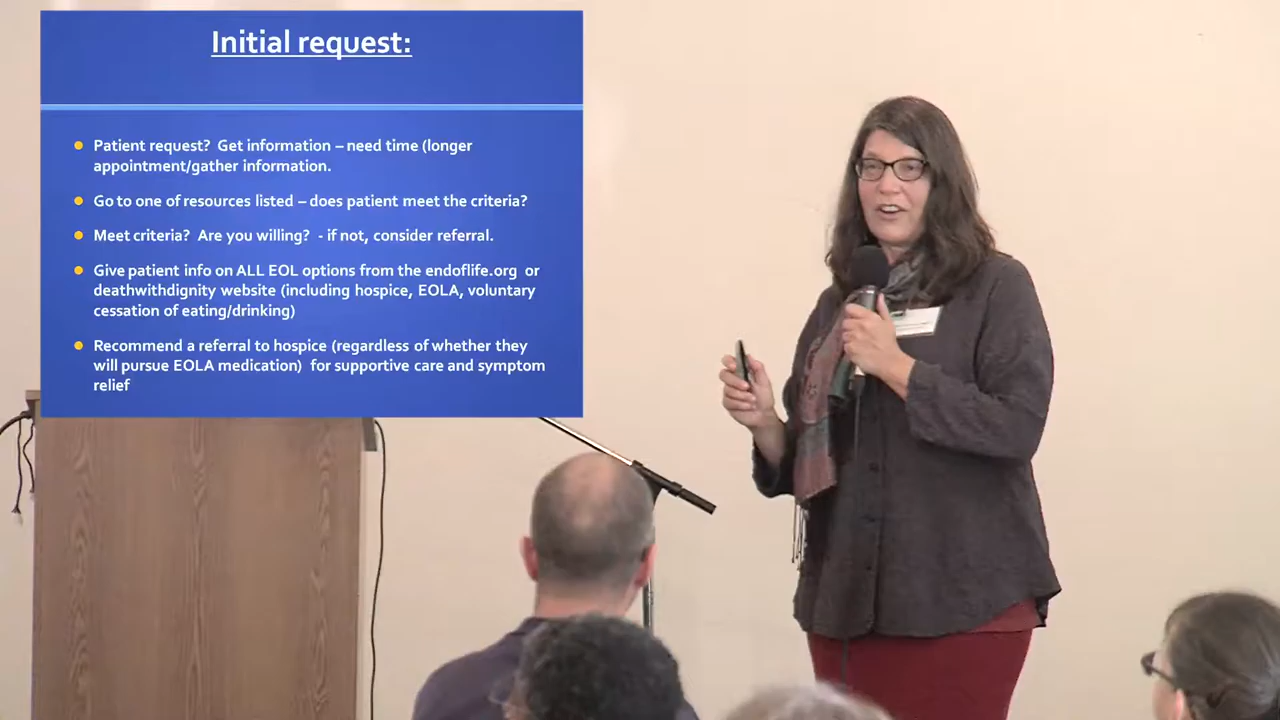 Initial request:
Patient request?  Get information – need time (longer
appointment/gather information.
Go to one of resources listed – does patient meet the criteria?
Meet criteria?  Are you willing?  - if not, consider referral.
Give patient info on ALL EOL options from the endoflife.org  or
deathwithdignity website (including hospice, EOLA, voluntary
cessation of eating/drinking)
Recommend a referral to hospice (regardless of whether they
will pursue EOLA medication)  for supportive care and symptom
relief